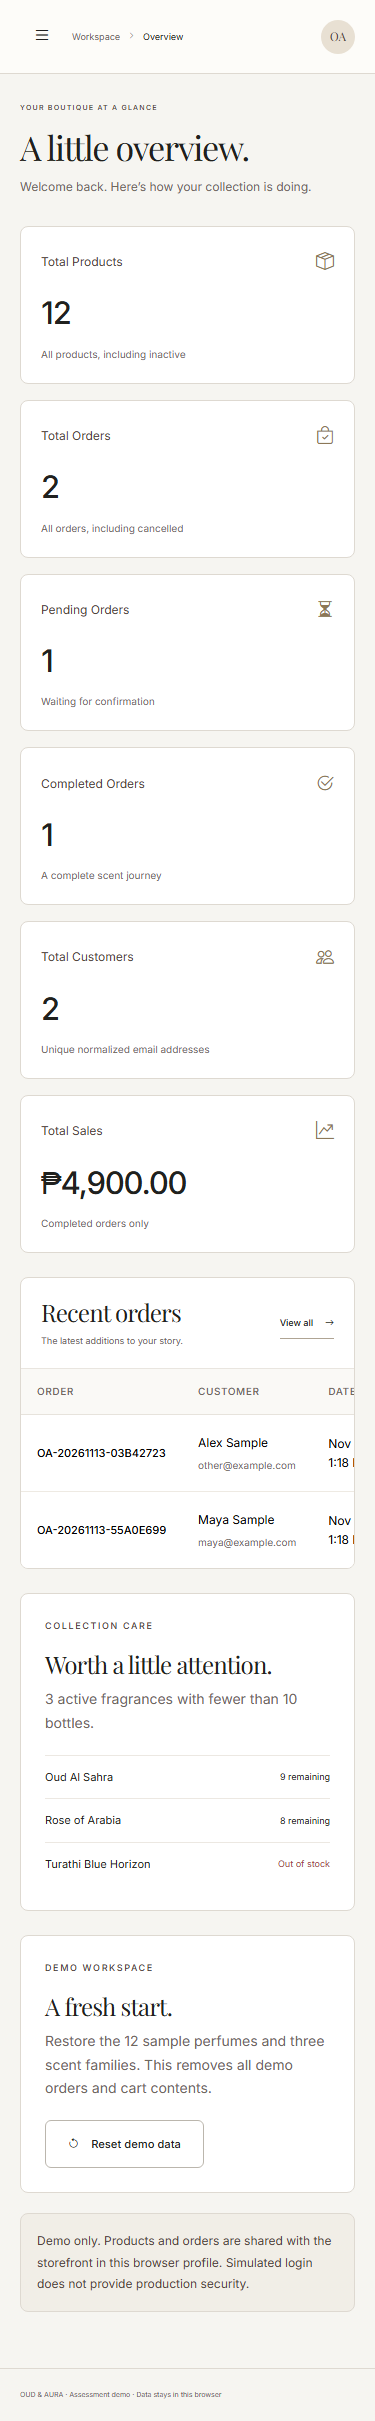 Workspace > Overview
OA
YOUR BOUTIQUE AT A GLANCE
A little overview.
Welcome back. Here's how your collection is doing.
Total Products
12
All products, including inactive
Total Orders
2
All orders, including cancelled
Pending Orders
1
Waiting for confirmation
Completed Orders
1
A complete scent journey
Total Customers
2
Unique normalized email addresses
Total Sales
₱4,900.00
Completed orders only
Recent orders
View all →
The latest additions to your story.
ORDER CUSTOMER DATE
OA-20261113-03B42723 Alex Sample Nov
other@example.com 1:18
OA-20261113-55A0E699 Maya Sample Nov
maya@example.com 1:18
COLLECTION CARE
Worth a little attention.
3 active fragrances with fewer than 10
bottles.
Oud Al Sahra 9 remaining
Rose of Arabia 8 remaining
Turathi Blue Horizon Out of stock
DEMO WORKSPACE
A fresh start.
Restore the 12 sample perfumes and three
scent families. This removes all demo
orders and cart contents.
Reset demo data
Demo only. Products and orders are shared with the
storefront in this browser profile. Simulated login
does not provide production security.
OUD & AURA · Assessment demo · Data stays in this browser